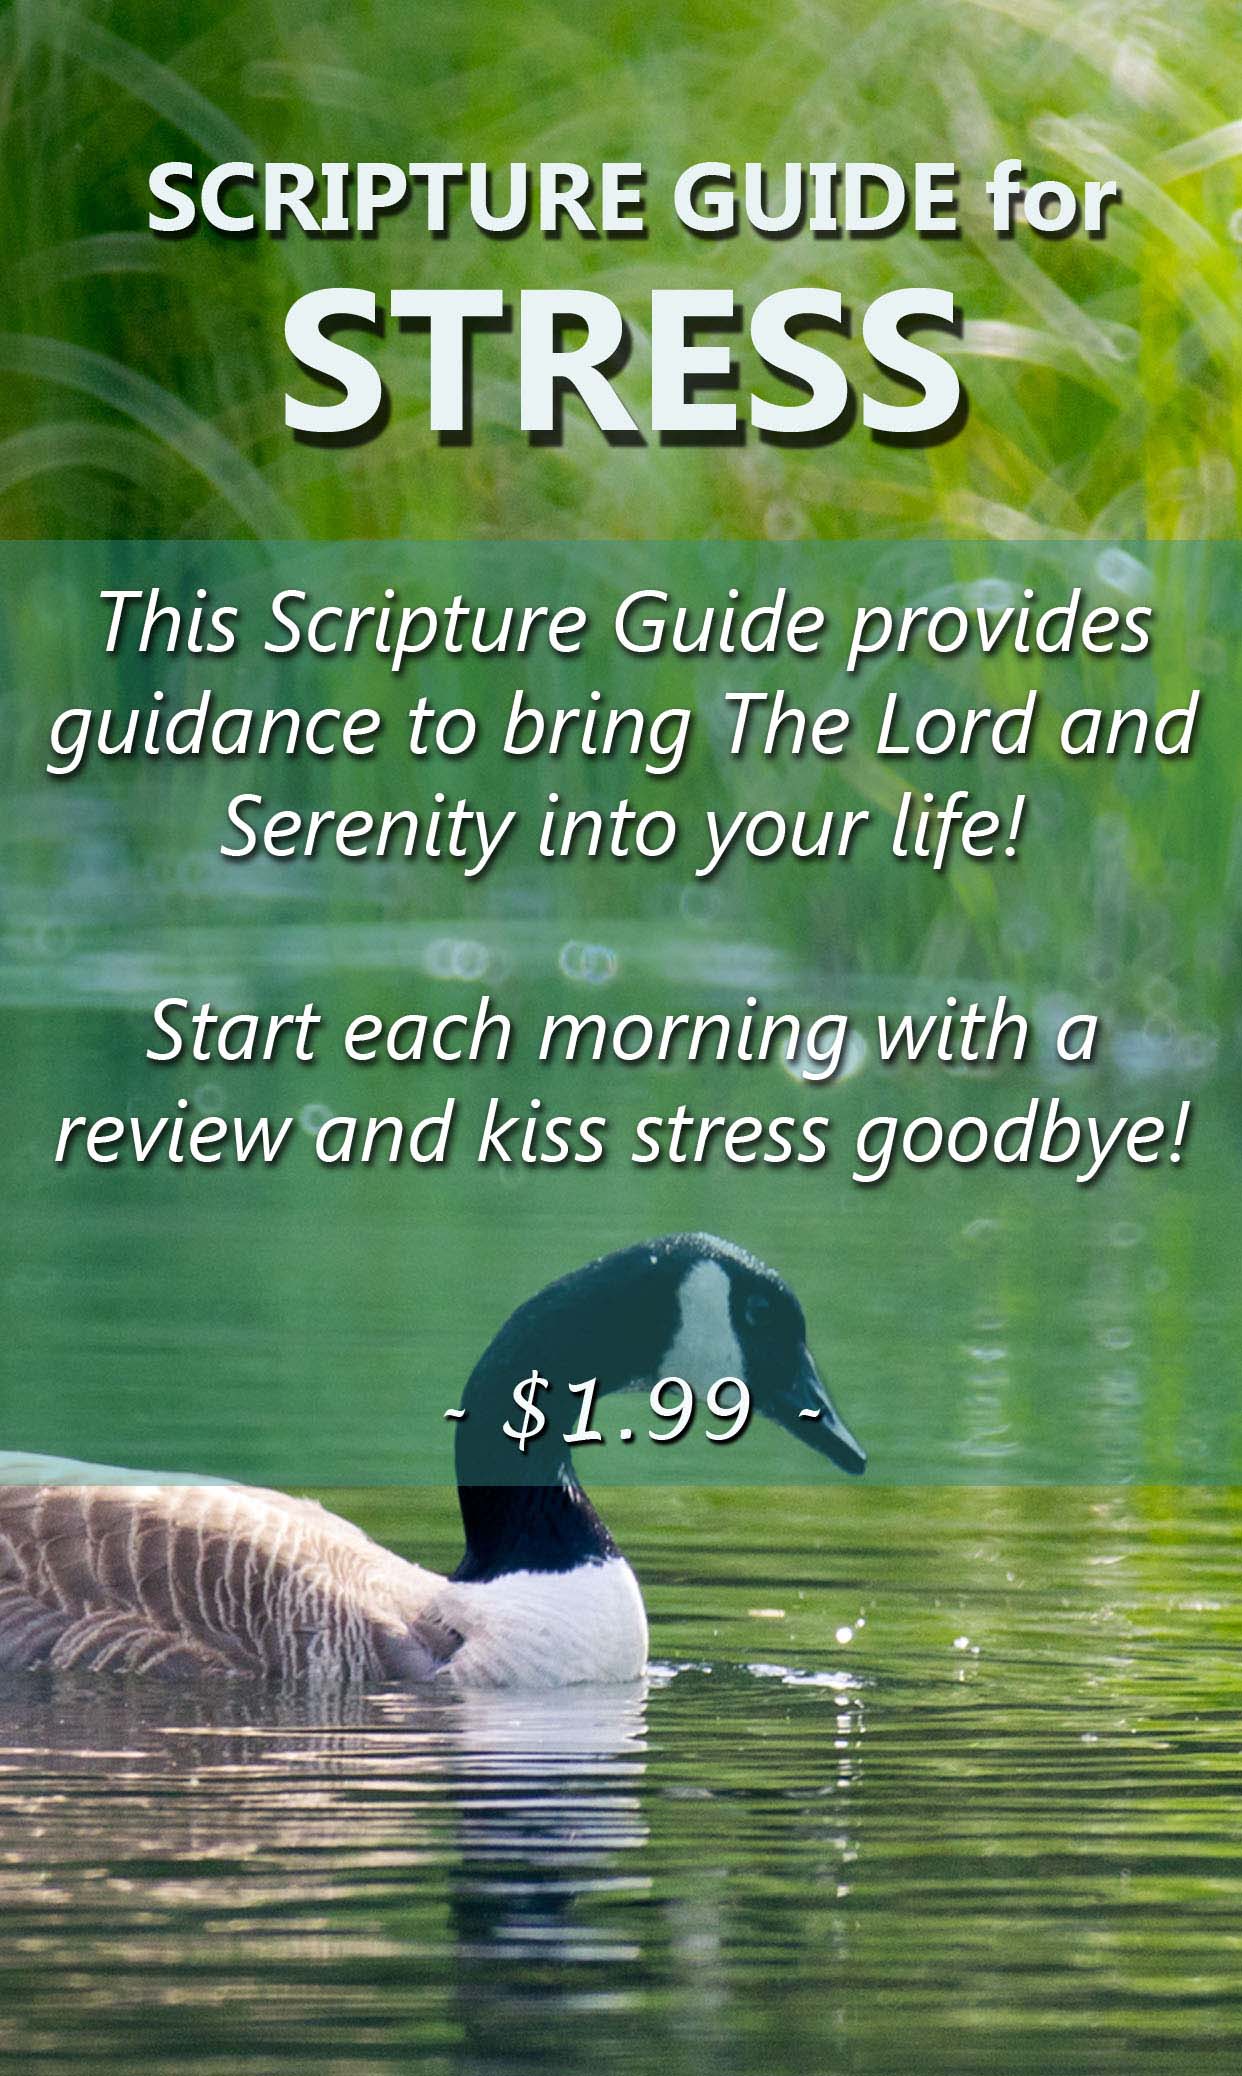 SCRIPTURE GUIDE for
STRESS
This Scripture Guide provides
guidance to bring The Lord and
Serenity into your life!
Start each morning with a
review and kiss stress goodbye!
~ $1.99 ~